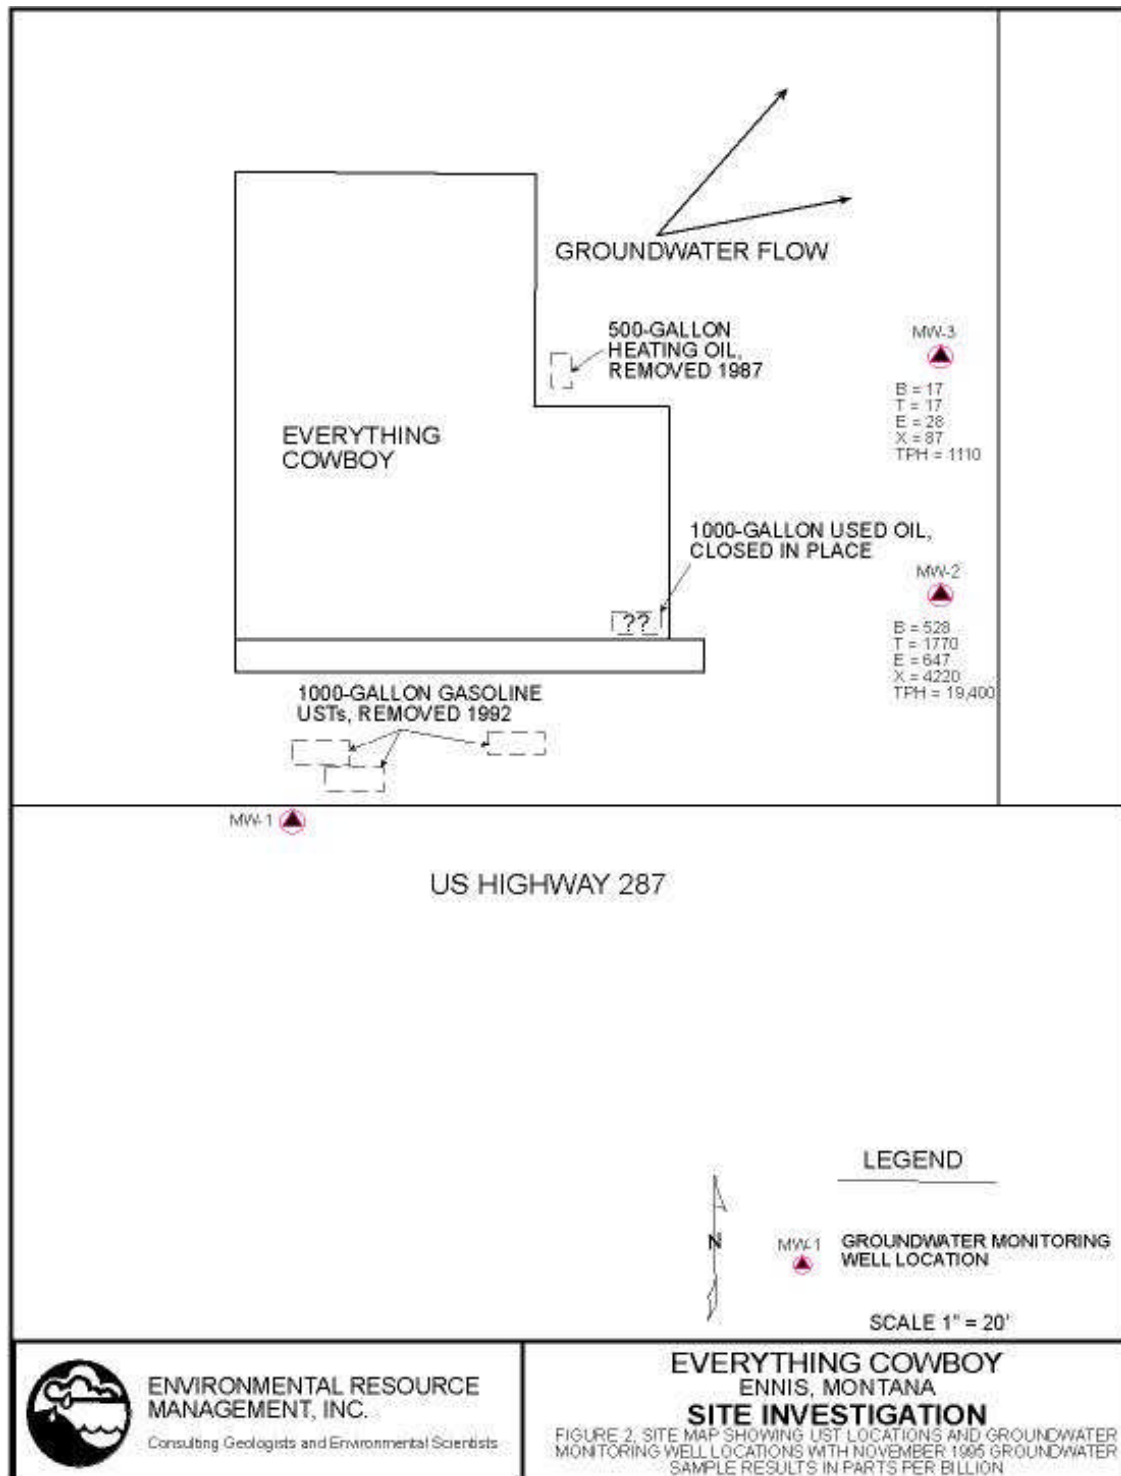 GROUNDWATER FLOW
500-GALLON
HEATING OIL,
REMOVED 1987
MW-3
B = 17
T = 17
E = 28
X = 87
TPH = 1110
EVERYTHING
COWBOY
1000-GALLON USED OIL,
CLOSED IN PLACE
MW-2
??
B = 528
T = 1770
E = 647
X = 4220
TPH = 19,400
1000-GALLON GASOLINE
USTs, REMOVED 1992
MW-1
US HIGHWAY 287
LEGEND
N
MW-1
GROUNDWATER MONITORING
WELL LOCATION
SCALE 1" = 20'
ENVIRONMENTAL RESOURCE
MANAGEMENT, INC.
Consulting Geologists and Environmental Scientists
EVERYTHING COWBOY
ENNIS, MONTANA
SITE INVESTIGATION
FIGURE 2, SITE MAP SHOWING UST LOCATIONS AND GROUNDWATER
MONITORING WELL LOCATIONS WITH NOVEMBER 1995 GROUNDWATER
SAMPLE RESULTS IN PARTS PER BILLION